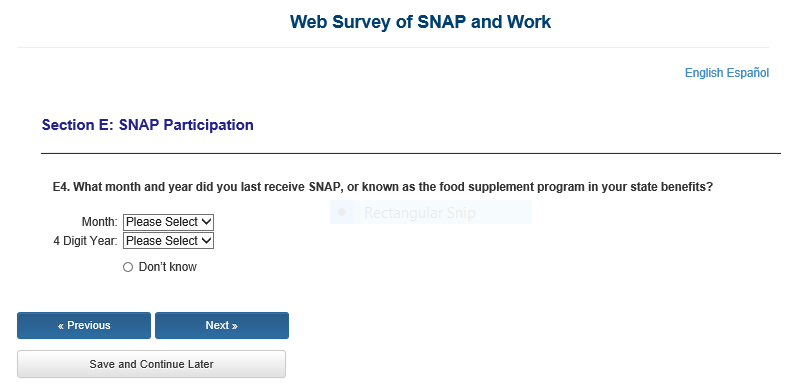 Web Survey of SNAP and Work
English Español
Section E: SNAP Participation
E4. What month and year did you last receive SNAP, or known as the food supplement program in your state benefits?
Rectangular Snip
Month: Please Select
4 Digit Year: Please Select
Don't know
« Previous
Next »
Save and Continue Later